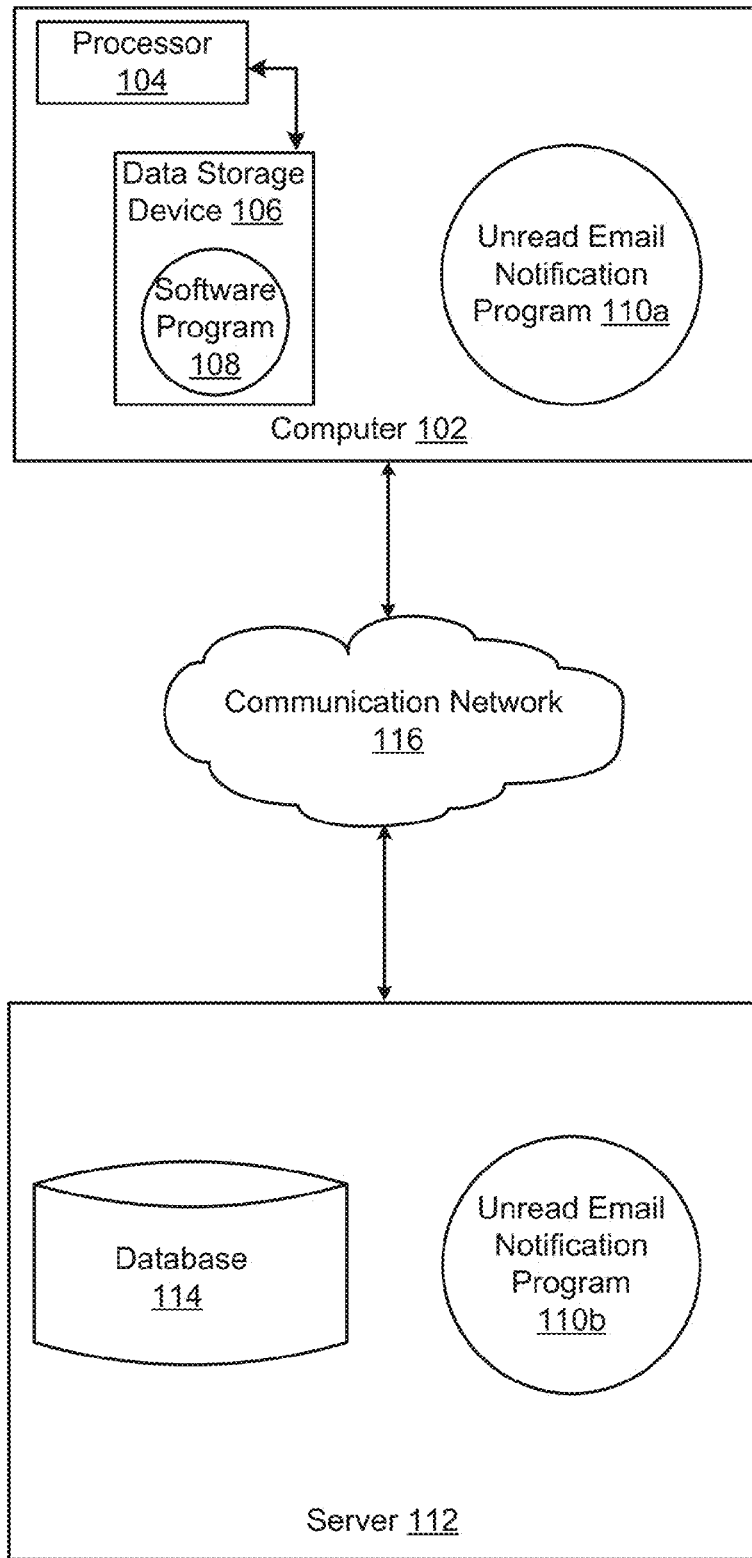 Processor
104
Data Storage
Device 106
Software
Program
108
Unread Email
Notification
Program 110a
Computer 102
Communication Network
116
Database
114
Unread Email
Notification
Program
110b
Server 112